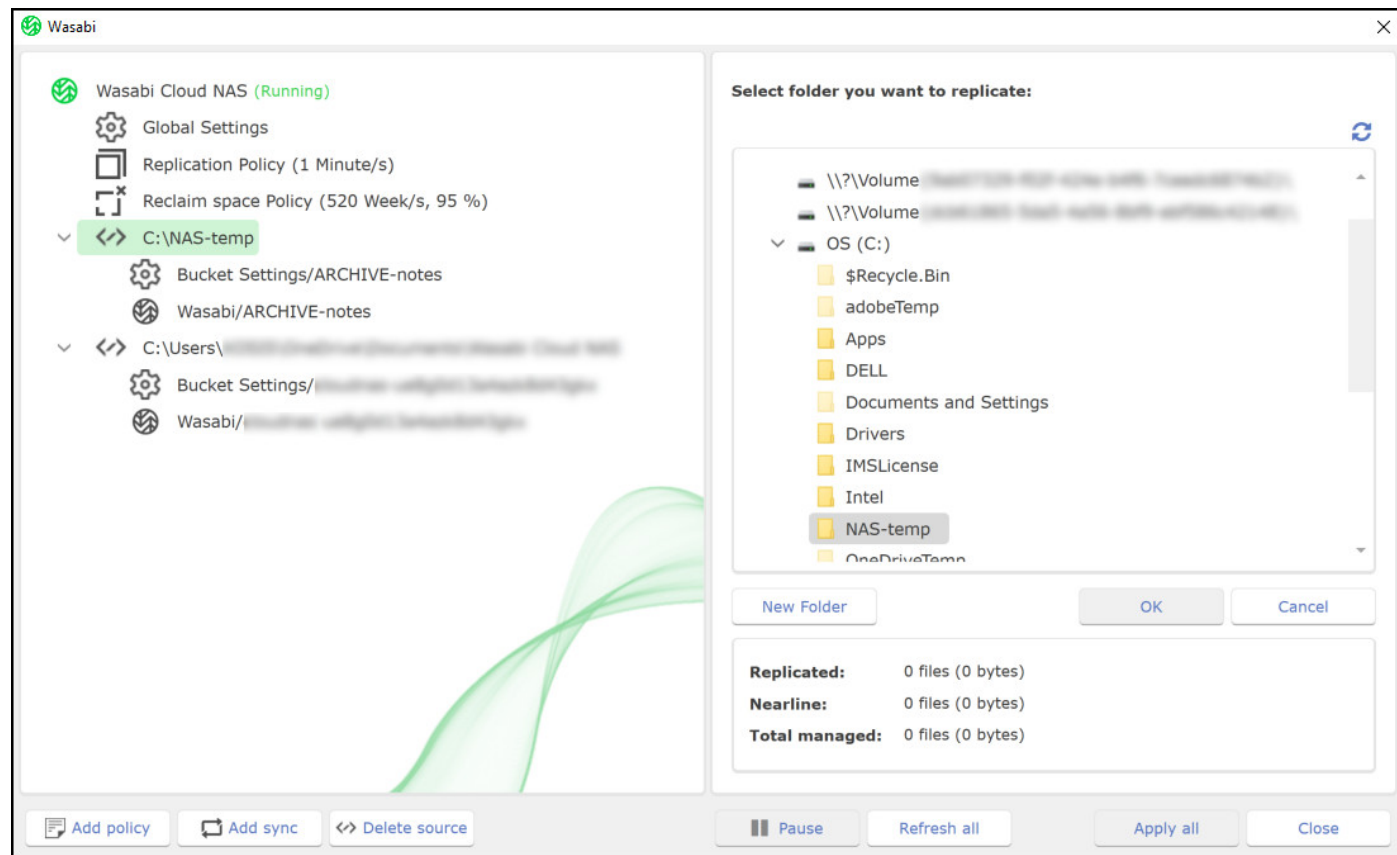 Wasabi
Wasabi Cloud NAS (Running)
Global Settings
Replication Policy (1 Minute/s)
Reclaim space Policy (520 Week/s, 95 %)
C:\NAS-temp
Bucket Settings/ARCHIVE-notes
Wasabi/ARCHIVE-notes
C:\Users\
Bucket Settings/
Wasabi/
Select folder you want to replicate:
\\?\Volume
\\?\Volume
OS (C:)
$Recycle.Bin
adobeTemp
Apps
DELL
Documents and Settings
Drivers
IMSLicense
Intel
NAS-temp
OneDriveTemp
New Folder OK Cancel
Replicated: 0 files (0 bytes)
Nearline: 0 files (0 bytes)
Total managed: 0 files (0 bytes)
Add policy Add sync Delete source Pause Refresh all Apply all Close